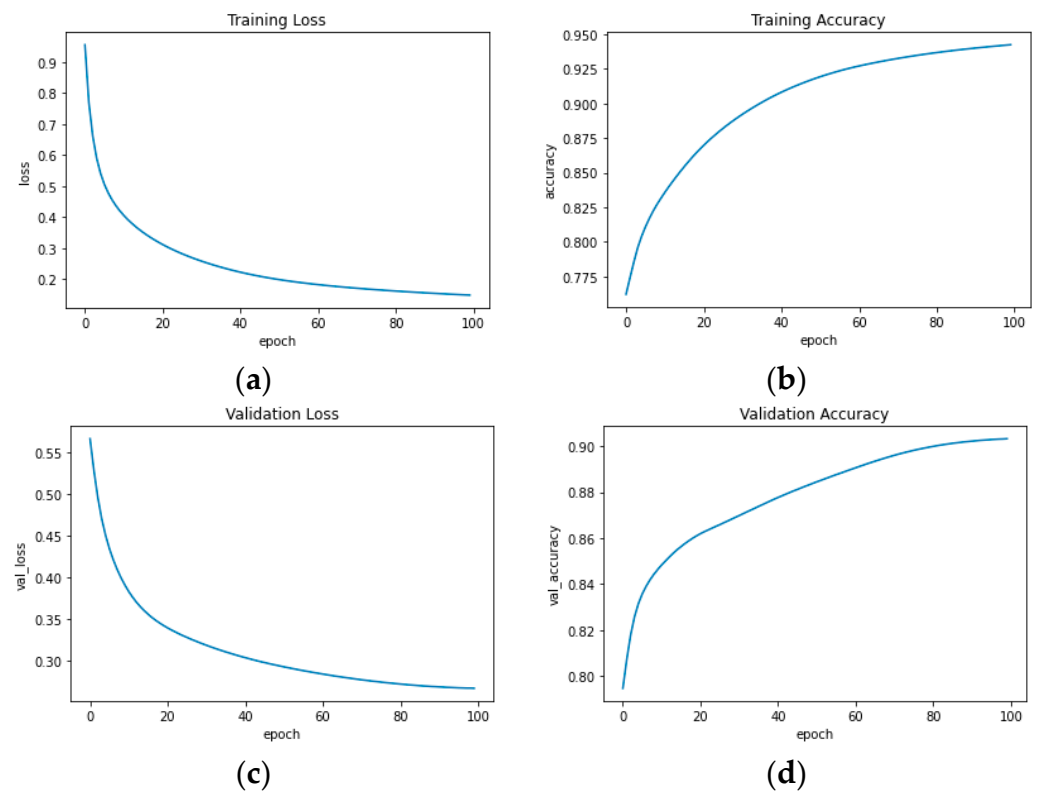 Training Loss
0.9
0.8
0.7
0.6
0.5
0.4
0.3
0.2
loss
0 20 40 60 80 100
epoch
(a)
Training Accuracy
0.950
0.925
0.900
0.875
0.850
0.825
0.800
0.775
accuracy
0 20 40 60 80 100
epoch
(b)
Validation Loss
0.55
0.50
0.45
0.40
0.35
0.30
val_loss
0 20 40 60 80 100
epoch
(c)
Validation Accuracy
0.90
0.88
0.86
0.84
0.82
0.80
val_accuracy
0 20 40 60 80 100
epoch
(d)